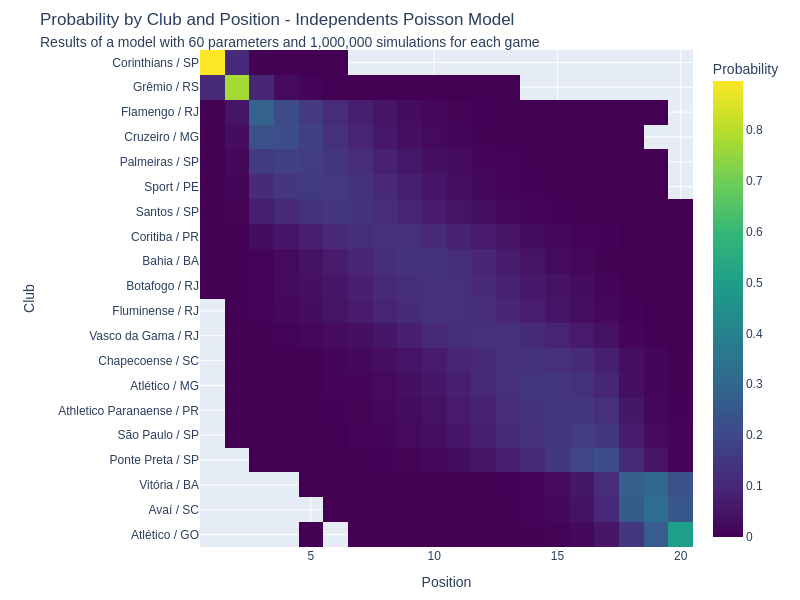 Probability by Club and Position - Independents Poisson Model
Results of a model with 60 parameters and 1,000,000 simulations for each game
Probability
Corinthians / SP
Grêmio / RS
Flamengo / RJ
Cruzeiro / MG
Palmeiras / SP
Sport / PE
Santos / SP
Coritiba / PR
Bahia / BA
Botafogo / RJ
Fluminense / RJ
Vasco da Gama / RJ
Chapecoense / SC
Atlético / MG
Athletico Paranaense / PR
São Paulo / SP
Ponte Preta / SP
Vitória / BA
Avaí / SC
Atlético / GO
Club
5
10
15
20
Position
0.8
0.7
0.6
0.5
0.4
0.3
0.2
0.1
0